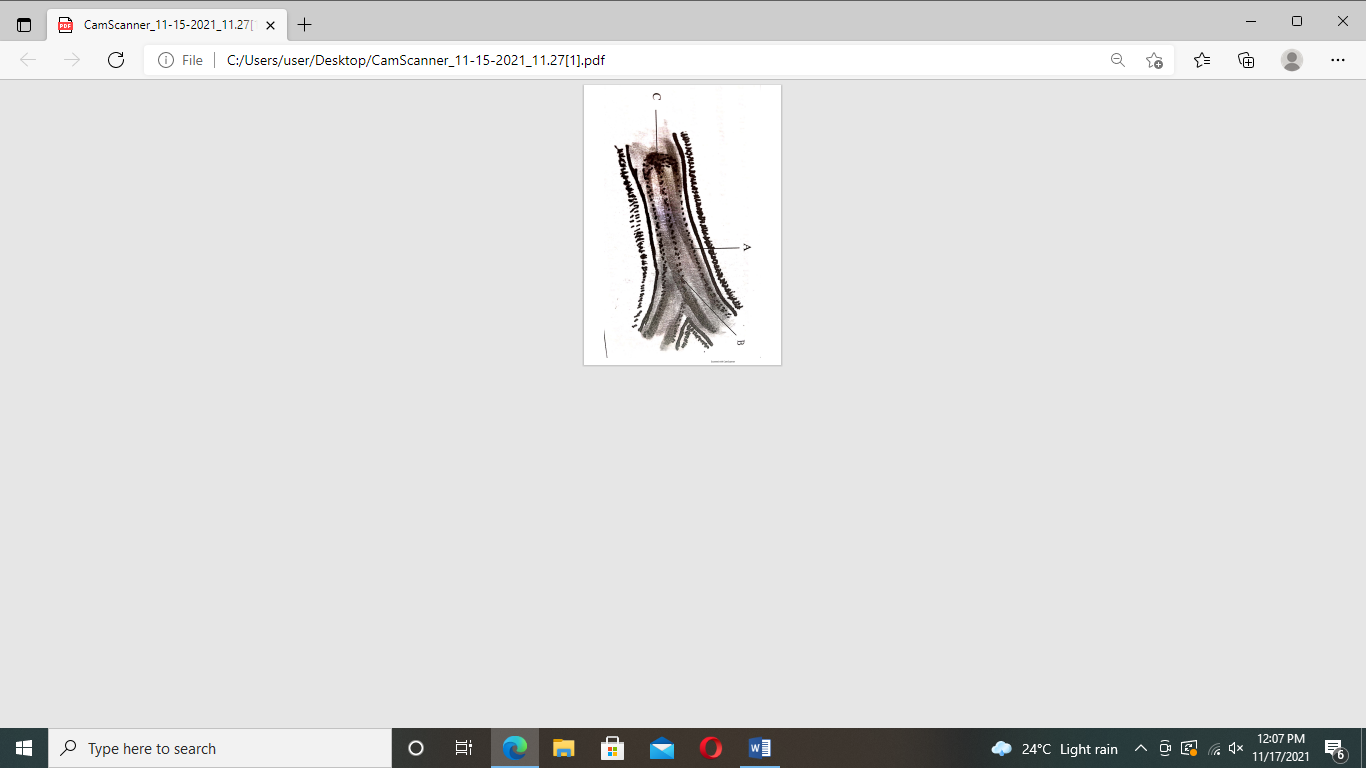 CamScanner_11-15-2021_11.27[
File
C:/Users/user/Desktop/CamScanner_11-15-2021_11.27[1].pdf
C
A
B
Type here to search
24°C Light rain
12:07 PM
11/17/2021
6